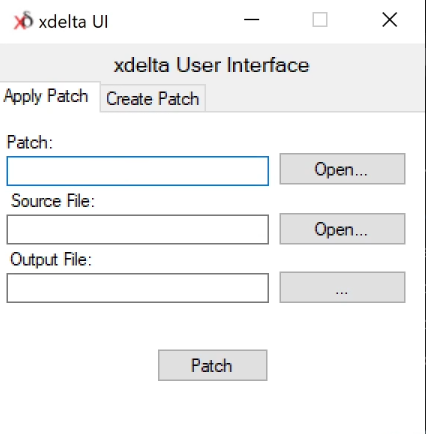 xdelta UI
xdelta User Interface
Apply Patch
Create Patch
Patch:
Open...
Source File:
Open...
Output File:
...
Patch